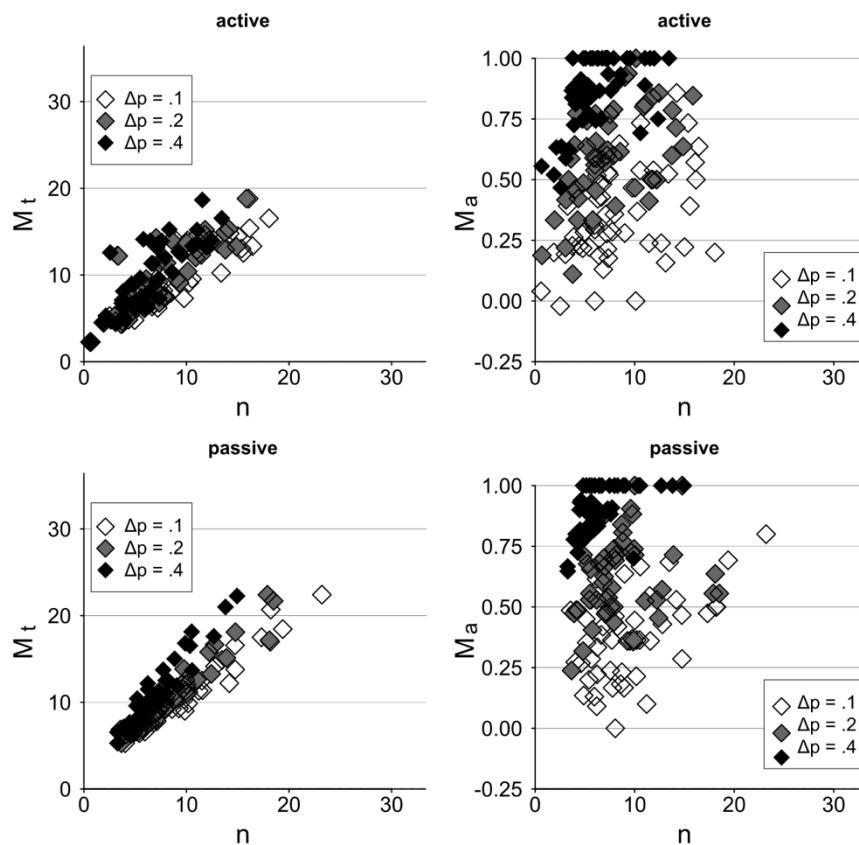 active
30
20
10
0
M t
0
10
20
30
n
Δp = .1
Δp = .2
Δp = .4
active
1.00
0.75
0.50
0.25
0.00
-0.25
M a
0
10
20
30
n
Δp = .1
Δp = .2
Δp = .4
passive
30
20
10
0
M t
0
10
20
30
n
Δp = .1
Δp = .2
Δp = .4
passive
1.00
0.75
0.50
0.25
0.00
-0.25
M a
0
10
20
30
n
Δp = .1
Δp = .2
Δp = .4